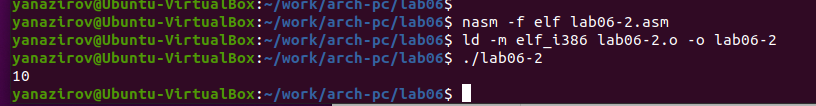 yanazirov@Ubuntu-VirtualBox:~/work/arch-pc/lab06$
yanazirov@Ubuntu-VirtualBox:~/work/arch-pc/lab06$ nasm -f elf lab06-2.asm
yanazirov@Ubuntu-VirtualBox:~/work/arch-pc/lab06$ ld -m elf_i386 lab06-2.o -o lab06-2
yanazirov@Ubuntu-VirtualBox:~/work/arch-pc/lab06$ ./lab06-2
10
yanazirov@Ubuntu-VirtualBox:~/work/arch-pc/lab06$